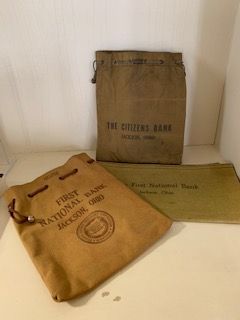 THE CITIZENS BANK
JACKSON, OHIO
First National Bank
Jackson, Ohio
FIRST
NATIONAL BANK
JACKSON, OHIO